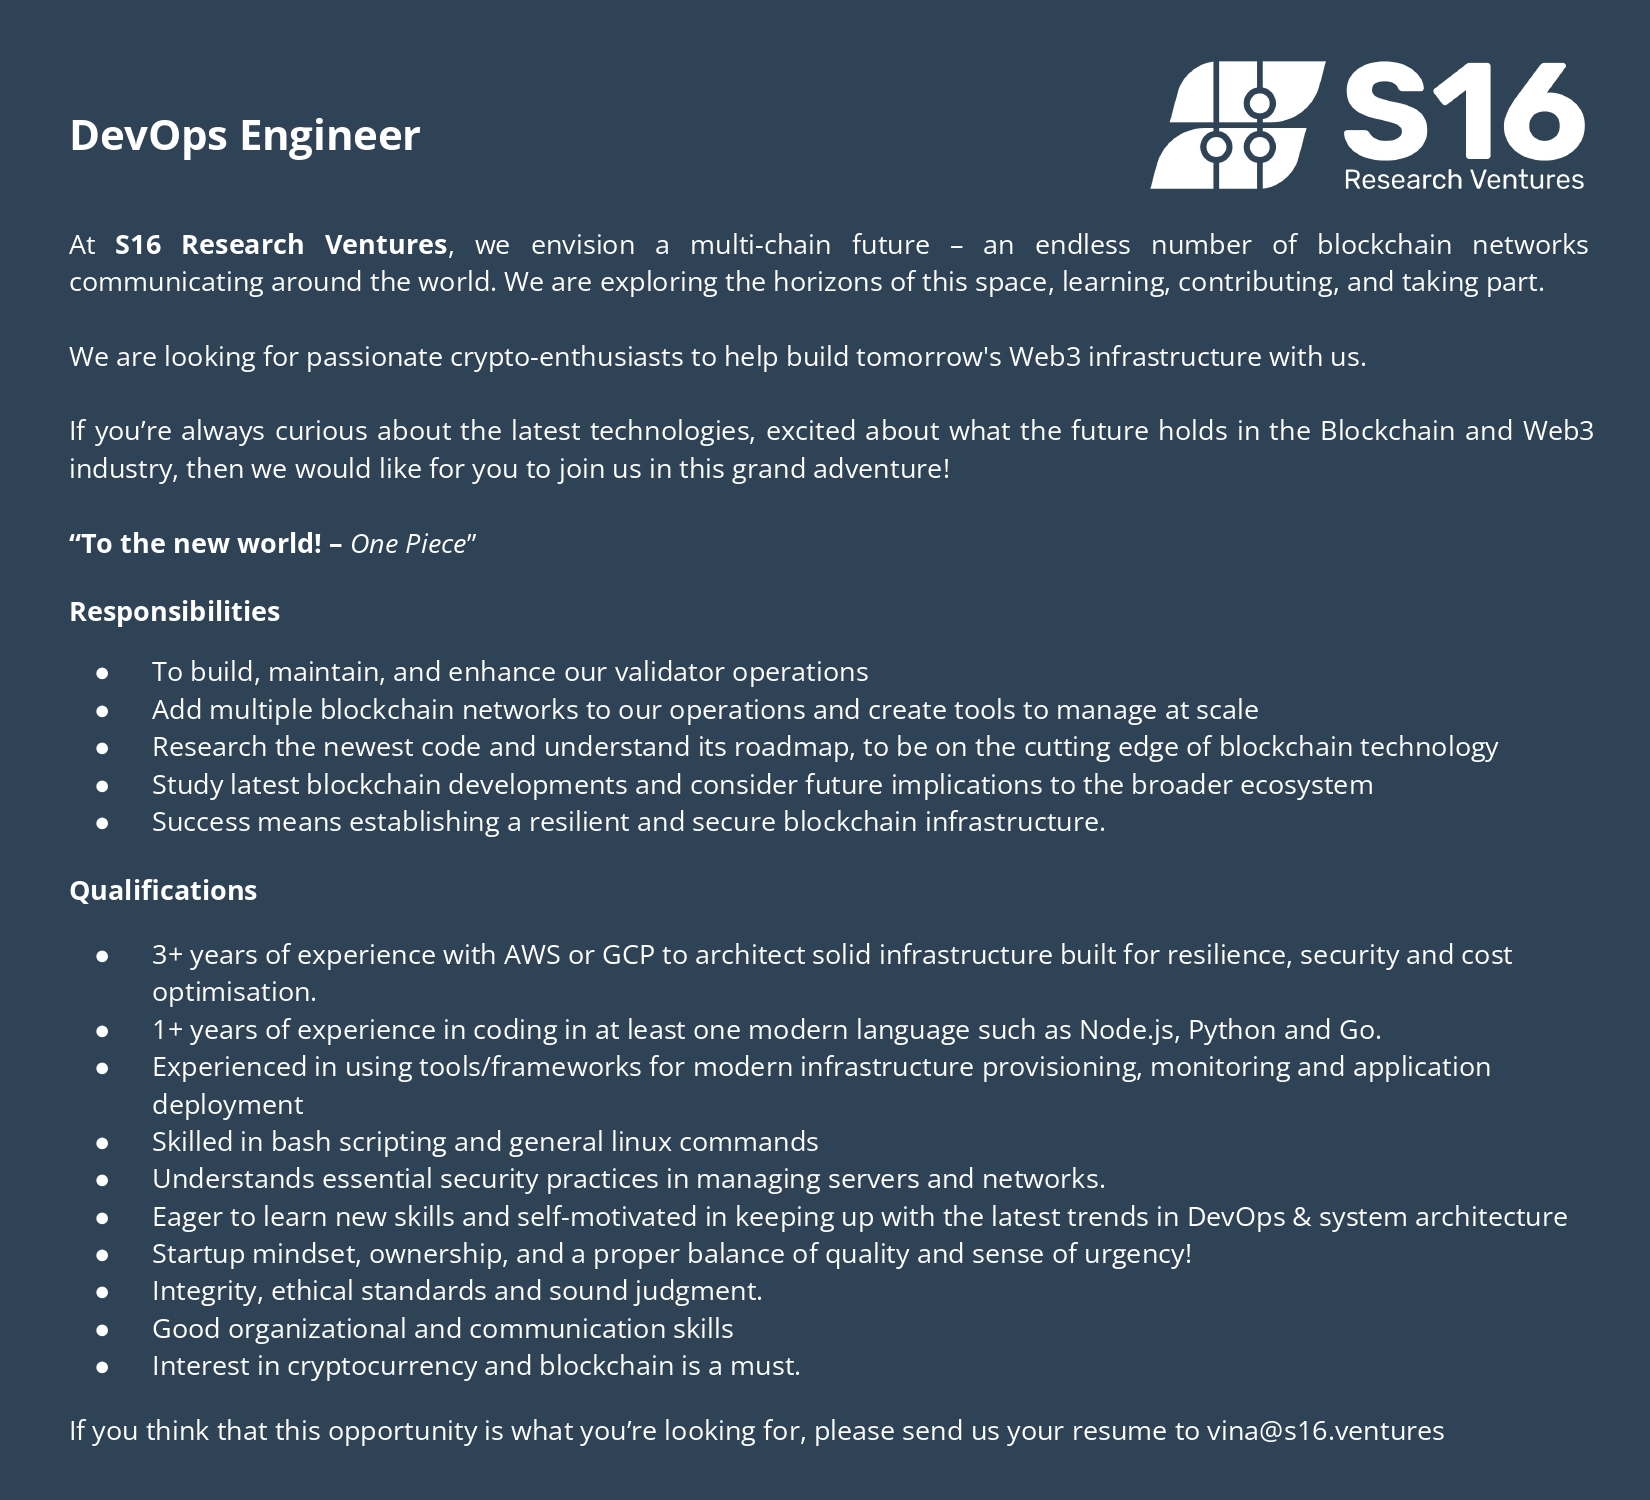 DevOps Engineer
S16
Research Ventures
At S16 Research Ventures, we envision a multi-chain future – an endless number of blockchain networks
communicating around the world. We are exploring the horizons of this space, learning, contributing, and taking part.
We are looking for passionate crypto-enthusiasts to help build tomorrow's Web3 infrastructure with us.
If you’re always curious about the latest technologies, excited about what the future holds in the Blockchain and Web3
industry, then we would like for you to join us in this grand adventure!
“To the new world! – One Piece”
Responsibilities
● To build, maintain, and enhance our validator operations
● Add multiple blockchain networks to our operations and create tools to manage at scale
● Research the newest code and understand its roadmap, to be on the cutting edge of blockchain technology
● Study latest blockchain developments and consider future implications to the broader ecosystem
● Success means establishing a resilient and secure blockchain infrastructure.
Qualifications
● 3+ years of experience with AWS or GCP to architect solid infrastructure built for resilience, security and cost
optimisation.
● 1+ years of experience in coding in at least one modern language such as Node.js, Python and Go.
● Experienced in using tools/frameworks for modern infrastructure provisioning, monitoring and application
deployment
● Skilled in bash scripting and general linux commands
● Understands essential security practices in managing servers and networks.
● Eager to learn new skills and self-motivated in keeping up with the latest trends in DevOps & system architecture
● Startup mindset, ownership, and a proper balance of quality and sense of urgency!
● Integrity, ethical standards and sound judgment.
● Good organizational and communication skills
● Interest in cryptocurrency and blockchain is a must.
If you think that this opportunity is what you’re looking for, please send us your resume to vina@s16.ventures